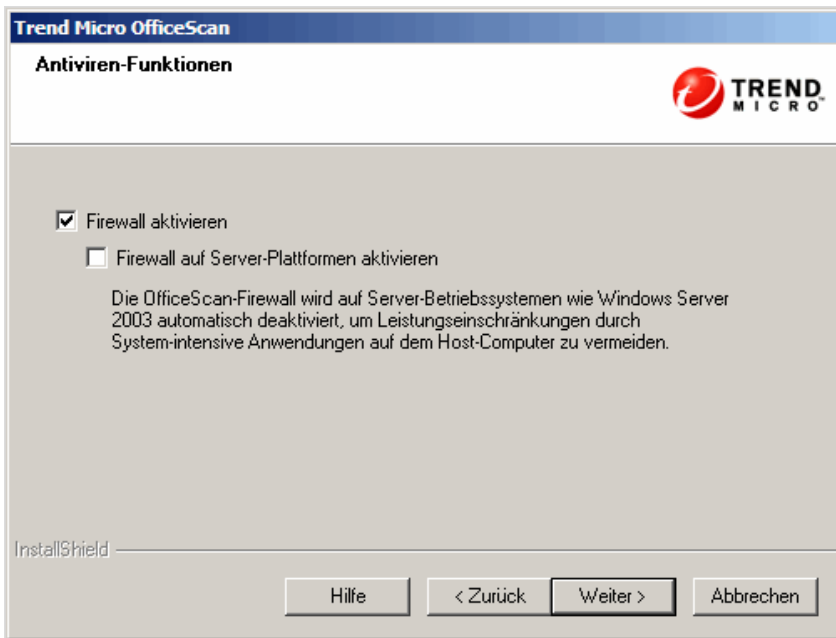 Trend Micro OfficeScan
Antiviren-Funktionen
TREND
MICRO™
Firewall aktivieren
Firewall auf Server-Plattformen aktivieren
Die OfficeScan-Firewall wird auf Server-Betriebssystemen wie Windows Server
2003 automatisch deaktiviert, um Leistungseinschränkungen durch
System-intensive Anwendungen auf dem Host-Computer zu vermeiden.
InstallShield
Hilfe
< Zurück
Weiter >
Abbrechen